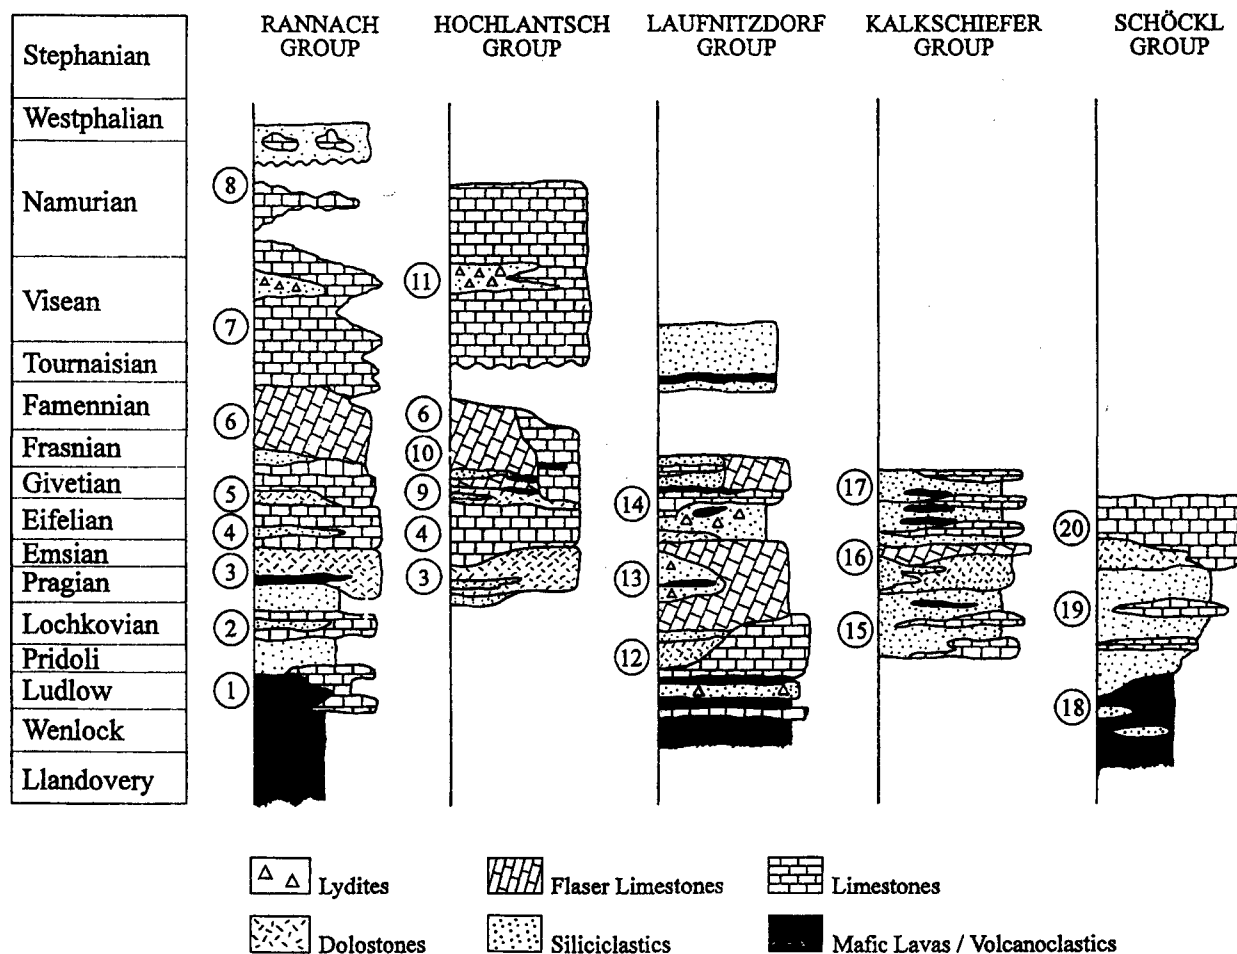 RANNACH GROUP
HOCHLANTSCH GROUP
LAUFNITZDORF GROUP
KALKSCHIEFER GROUP
SCHÖCKL GROUP
Stephanian
Westphalian
Namurian
Visean
Tournaisian
Famennian
Frasnian
Givetian
Eifelian
Emsian
Pragian
Lochkovian
Pridoli
Ludlow
Wenlock
Llandovery
8
7
6
5
4
3
2
1
11
6
10
9
4
3
14
13
12
17
16
15
20
19
18
Lydites
Flaser Limestones
Limestones
Dolostones
Siliciclastics
Mafic Lavas / Volcanoclastics